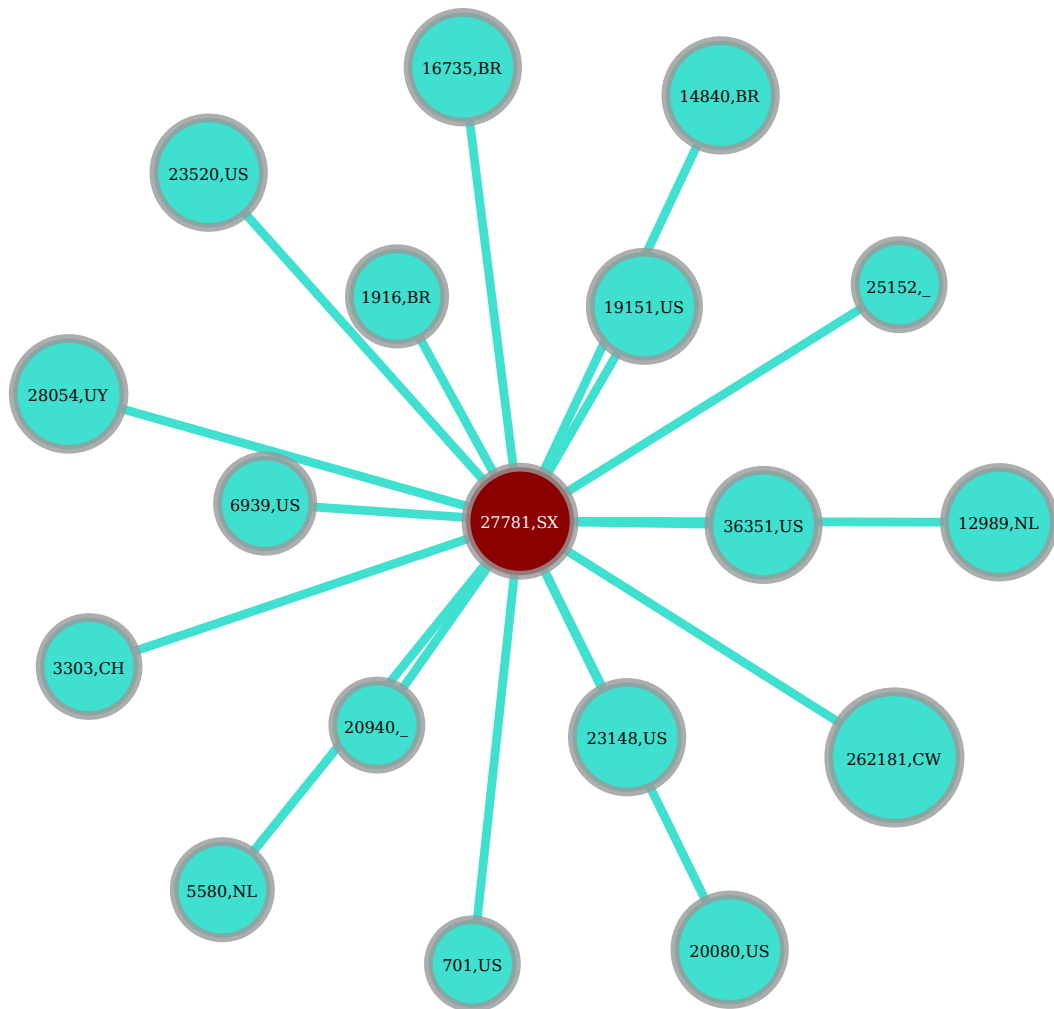 16735,BR
14840,BR
23520,US
25152,_
1916,BR
19151,US
28054,UY
6939,US
27781,SX
36351,US
12989,NL
3303,CH
20940,_
23148,US
262181,CW
5580,NL
701,US
20080,US